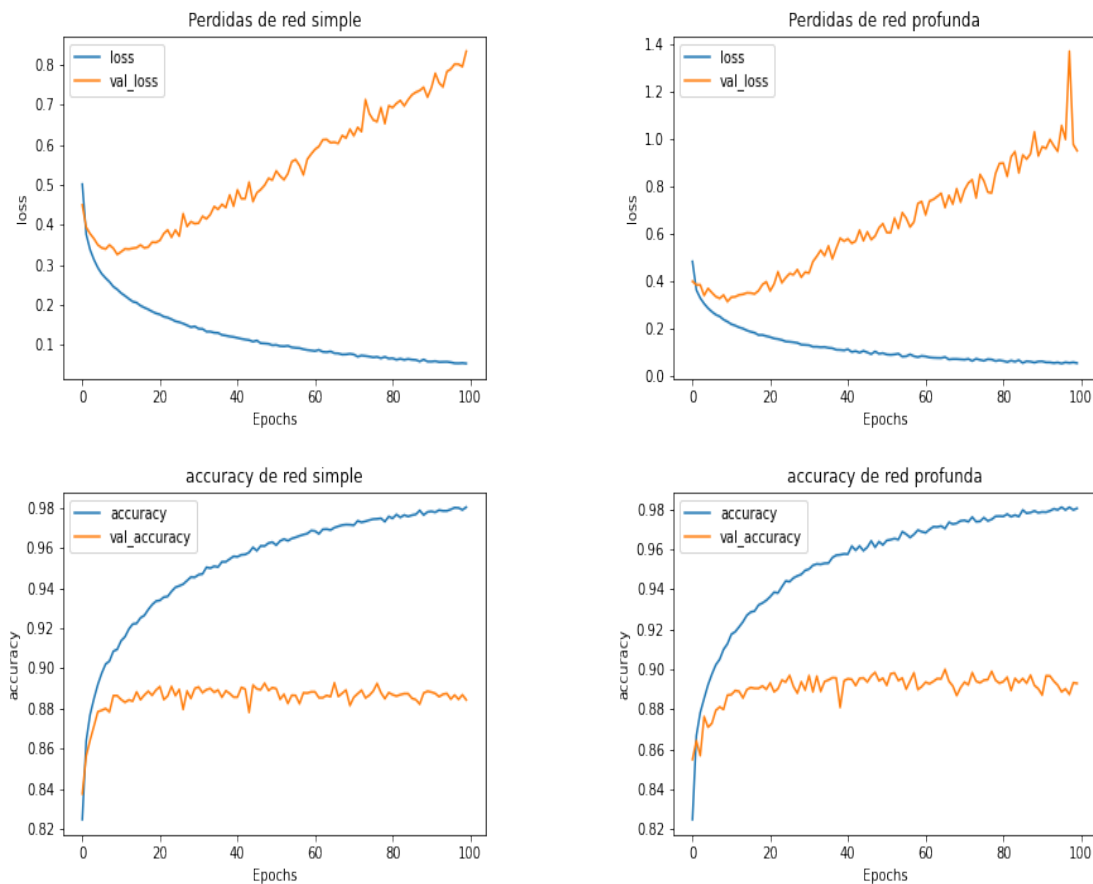 Perdidas de red simple
loss
val_loss
loss
0.8
0.7
0.6
0.5
0.4
0.3
0.2
0.1
0 20 40 60 80 100
Epochs
Perdidas de red profunda
loss
val_loss
loss
1.4
1.2
1.0
0.8
0.6
0.4
0.2
0.0
0 20 40 60 80 100
Epochs
accuracy de red simple
accuracy
val_accuracy
accuracy
0.98
0.96
0.94
0.92
0.90
0.88
0.86
0.84
0.82
0 20 40 60 80 100
Epochs
accuracy de red profunda
accuracy
val_accuracy
accuracy
0.98
0.96
0.94
0.92
0.90
0.88
0.86
0.84
0.82
0 20 40 60 80 100
Epochs